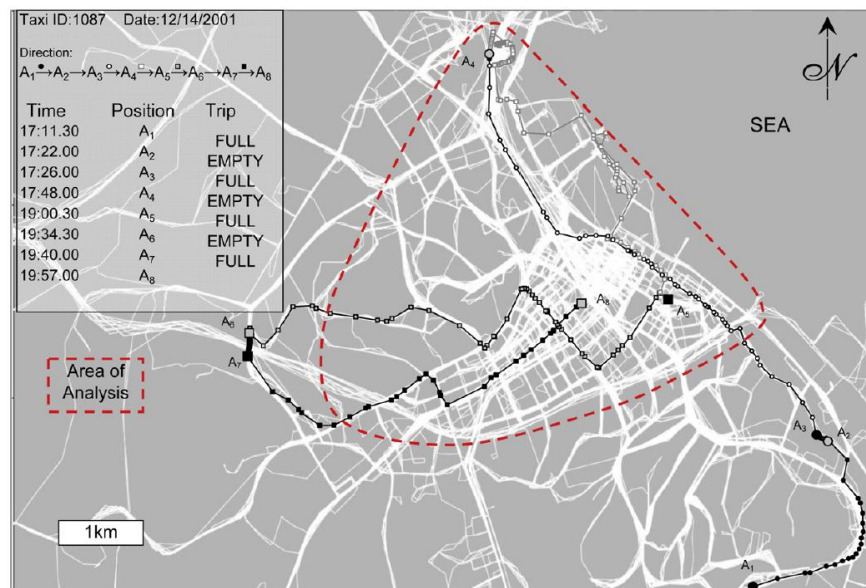 Taxi ID:1087 Date:12/14/2001
Direction:
A1→A2→A3→A4→A5→A6→A7→A8
Time Position Trip
17:11.30 A1
FULL
17:22.00 A2
EMPTY
17:26.00 A3
FULL
17:48.00 A4
EMPTY
19:00.30 A5
FULL
19:34.30 A6
EMPTY
19:40.00 A7
FULL
19:57.00 A8
A4
N
SEA
A6
A8
A5
A7
Area of
Analysis
A3
A2
1km
A1